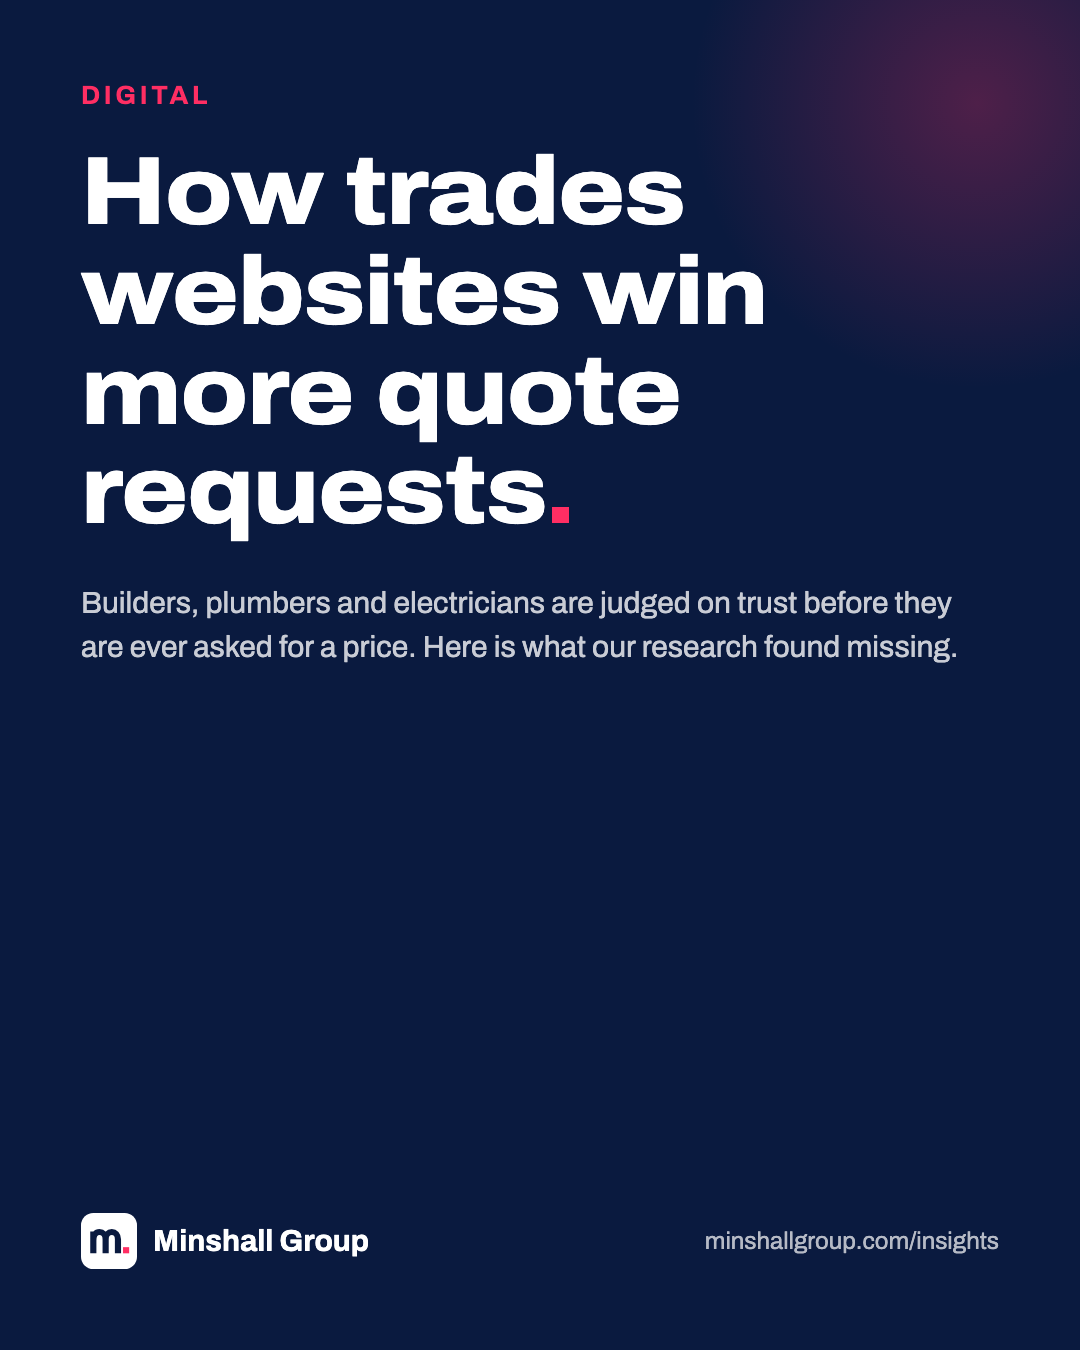 DIGITAL
How trades
websites win
more quote
requests.
Builders, plumbers and electricians are judged on trust before they
are ever asked for a price. Here is what our research found missing.
m. Minshall Group
minshallgroup.com/insights